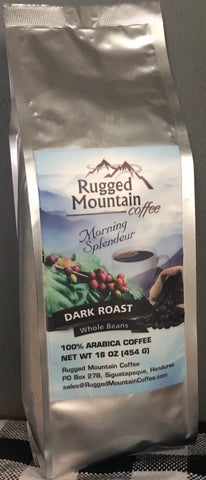 Rugged
Mountain
coffee
Morning
Splendeur
DARK ROAST
Whole Beans
100% ARABICA COFFEE
NET WT 16 OZ (454 G)
Rugged Mountain Coffee
PO Box 278, Siguatepeque, Honduras
sales@RuggedMountainCoffee.com